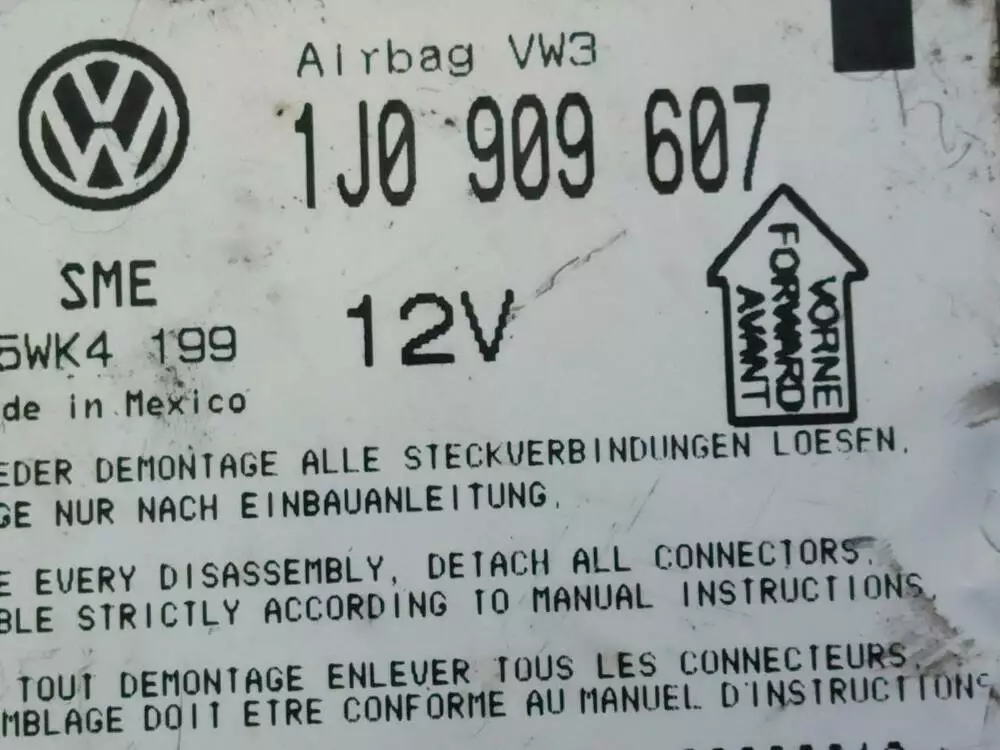 Airbag VW3
1J0 909 607
SME
5WK4 199
12V
VORNE
FORWARD
AVANT
de in Mexico
EDER DEMONTAGE ALLE STECKVERBINDUNGEN LOESEN.
GE NUR NACH EINBAUANLEITUNG.
E EVERY DISASSEMBLY, DETACH ALL CONNECTORS.
BLE STRICTLY ACCORDING TO MANUAL INSTRUCTIONS.
TOUT DEMONTAGE ENLEVER TOUS LES CONNECTEURS.
MBLAGE DOIT ETRE CONFORME AU MANUEL D'INSTRUCTIONS